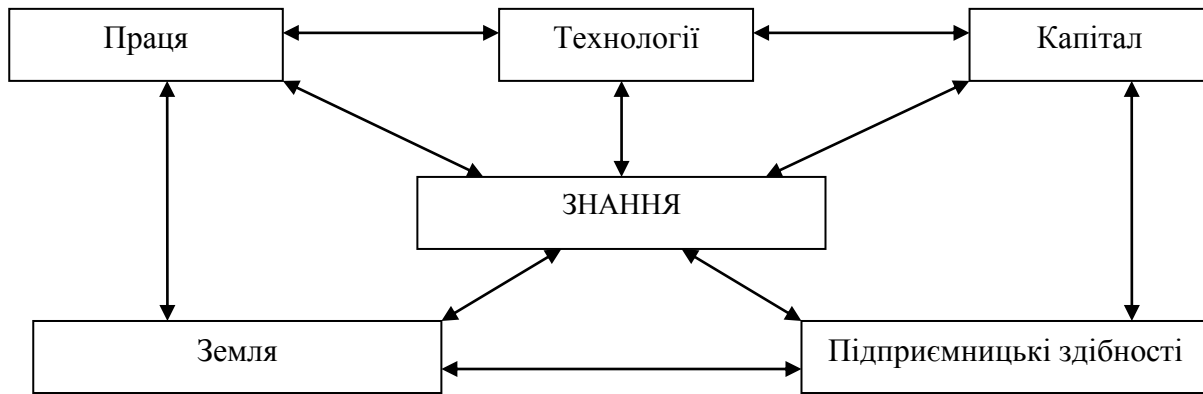 Праця
Технології
Капітал
ЗНАННЯ
Земля
Підприємницькі здібності